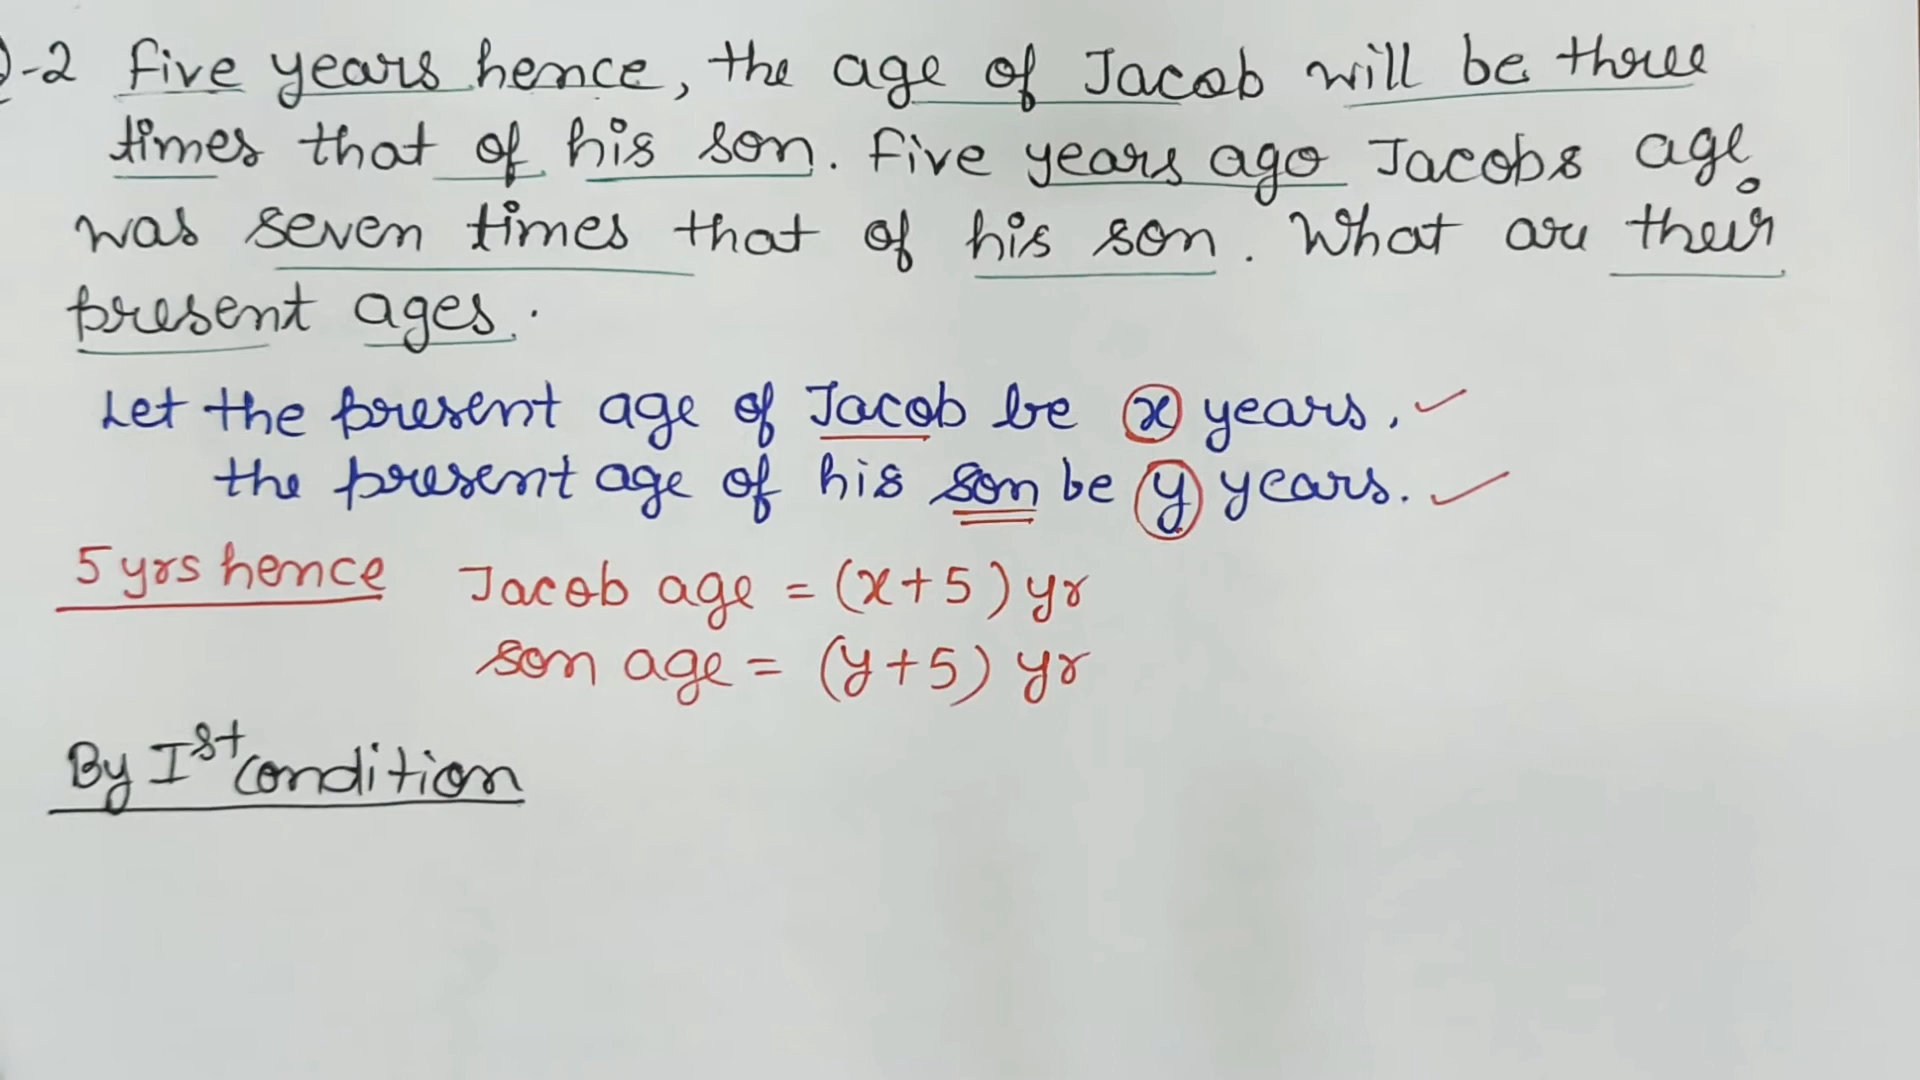 -2 Five years hence, the age of Jacob will be three
times that of his son. Five years ago Jacobs age
was seven times that of his son. What are their
present ages.
Let the present age of Jacob be x years.
the present age of his son be y years.
5 yrs hence Jacob age = (x+5) yr
son age = (y+5) yr
By Ist condition